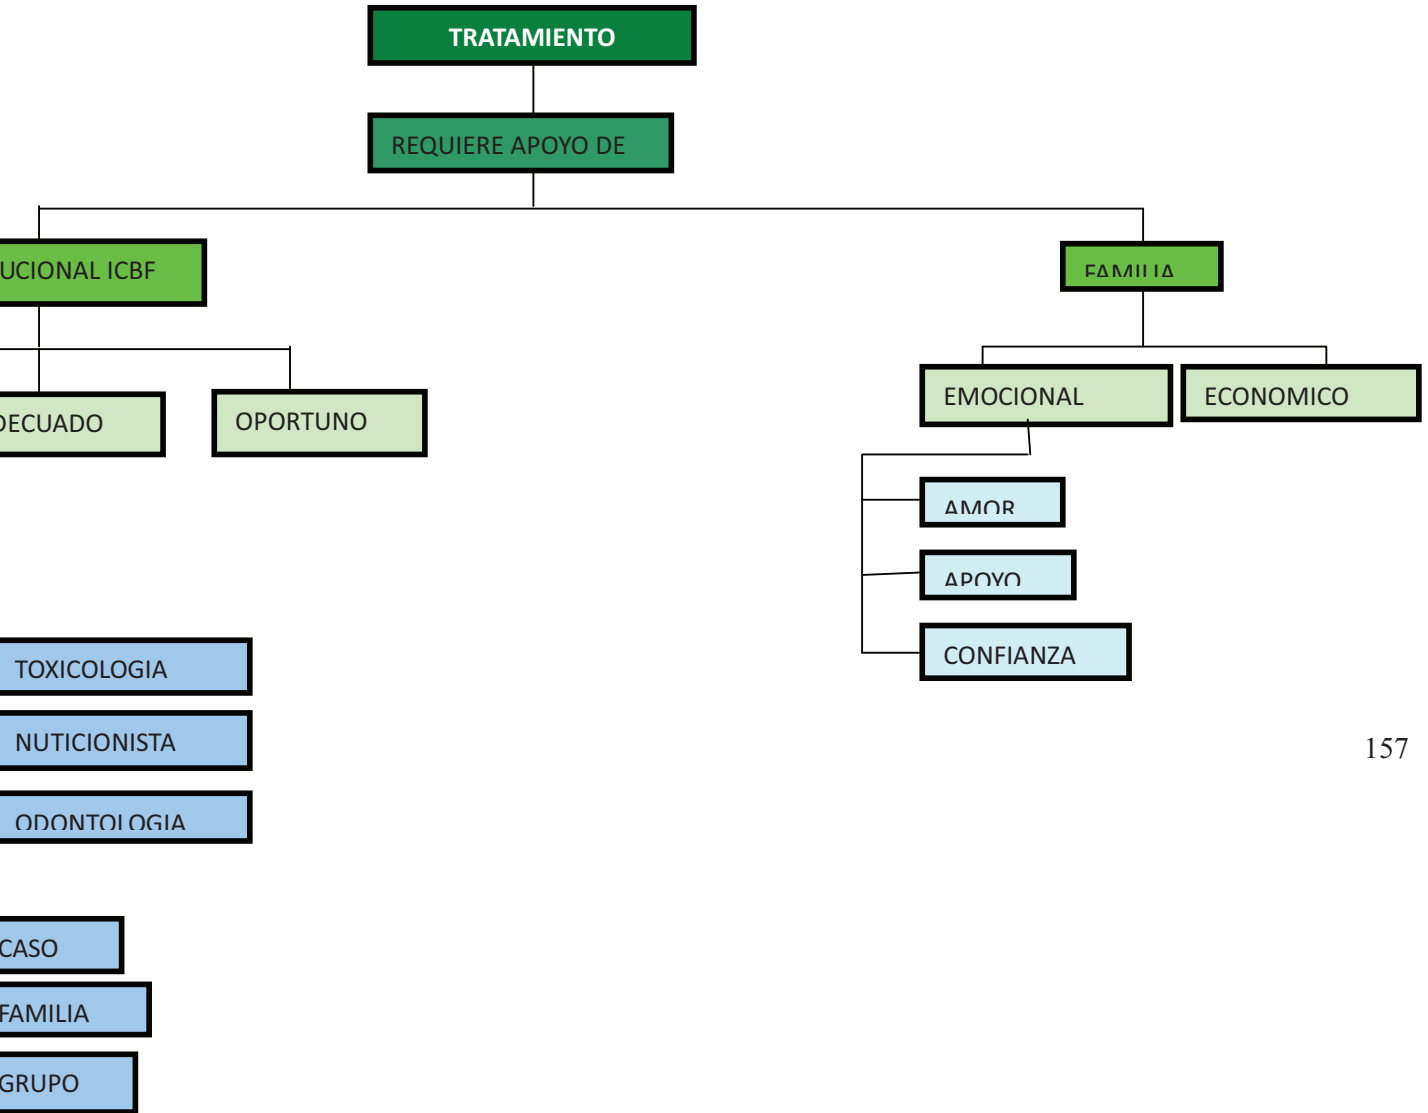 TRATAMIENTO
REQUIERE APOYO DE
UCIONAL ICBF
FAMILIA
DECUADO
OPORTUNO
EMOCIONAL
ECONOMICO
AMOR
APOYO
CONFIANZA
TOXICOLOGIA
NUTICIONISTA
157
ODONTOLOGIA
CASO
FAMILIA
GRUPO